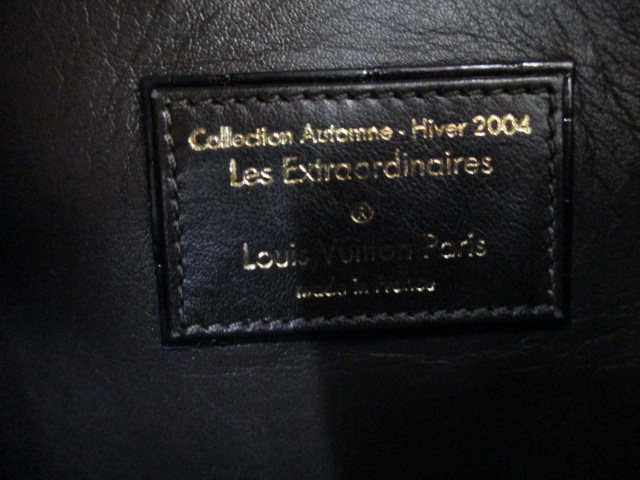 Collection Automne - Hiver 2004
Les Extraordinaires
®
Louis Vuitton Paris
Made in France